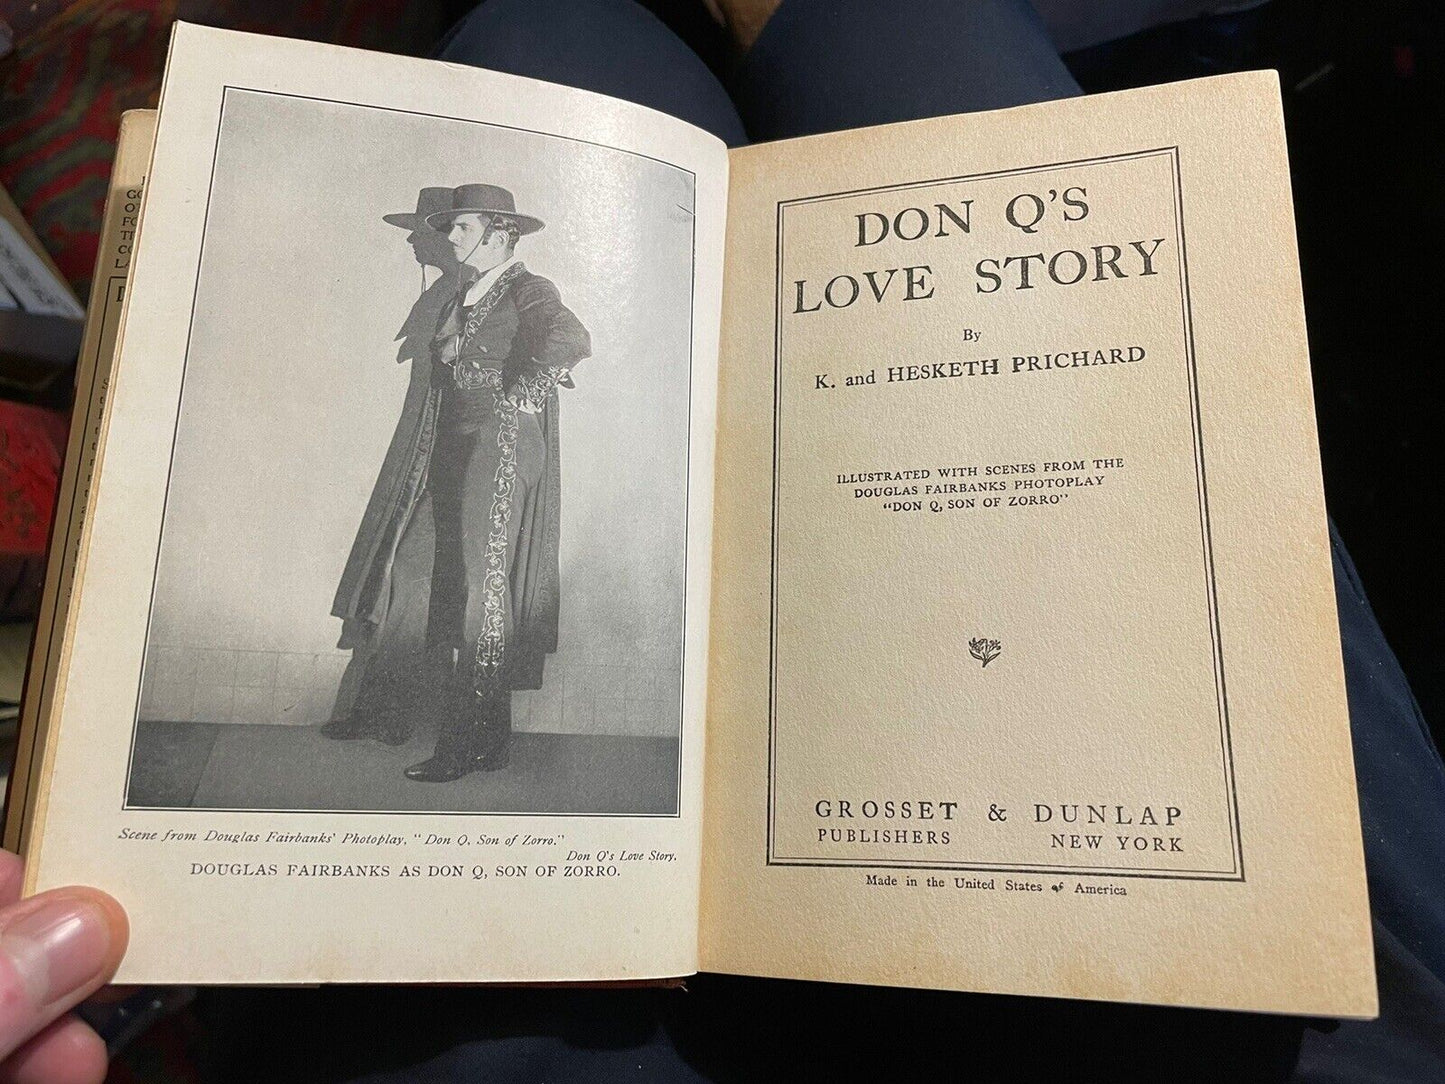 Scene from Douglas Fairbanks' Photoplay, "Don Q, Son of Zorro."
Don Q's Love Story.
DOUGLAS FAIRBANKS AS DON Q, SON OF ZORRO.
DON Q'S
LOVE STORY
By
K. and HESKETH PRICHARD
ILLUSTRATED WITH SCENES FROM THE
DOUGLAS FAIRBANKS PHOTOPLAY
"DON Q, SON OF ZORRO"
GROSSET & DUNLAP
PUBLISHERS NEW YORK
Made in the United States of America